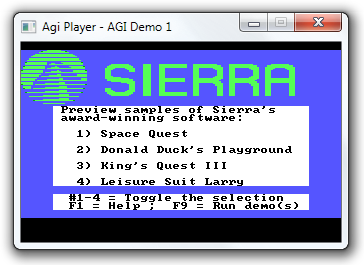 Agi Player - AGI Demo 1
SIERRA
Preview samples of Sierra's
award-winning software:
1) Space Quest
2) Donald Duck's Playground
3) King's Quest III
4) Leisure Suit Larry
#1-4 = Toggle the selection
F1 = Help ;  F9 = Run demo(s)